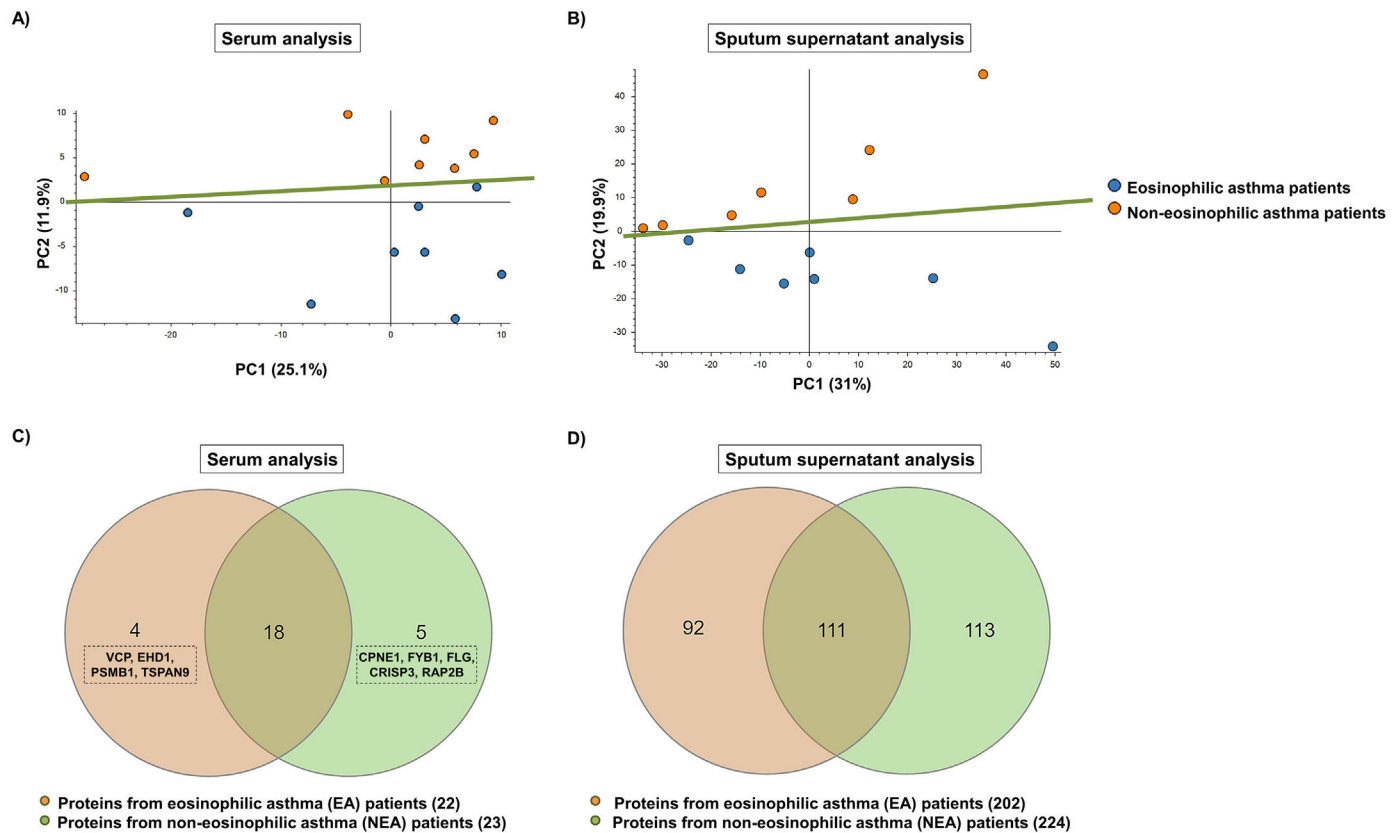 A)
Serum analysis
10
5
0
-5
-10
-20
-10
0
10
PC2 (11.9%)
PC1 (25.1%)
B)
Sputum supernatant analysis
40
30
20
10
0
-10
-20
-30
-30
-20
-10
0
10
20
30
40
50
PC2 (19.9%)
PC1 (31%)
Eosinophilic asthma patients
Non-eosinophilic asthma patients
C)
Serum analysis
4
VCP, EHD1,
PSMB1, TSPAN9
18
5
CPNE1, FYB1, FLG,
CRISP3, RAP2B
Proteins from eosinophilic asthma (EA) patients (22)
Proteins from non-eosinophilic asthma (NEA) patients (23)
D)
Sputum supernatant analysis
92
111
113
Proteins from eosinophilic asthma (EA) patients (202)
Proteins from non-eosinophilic asthma (NEA) patients (224)